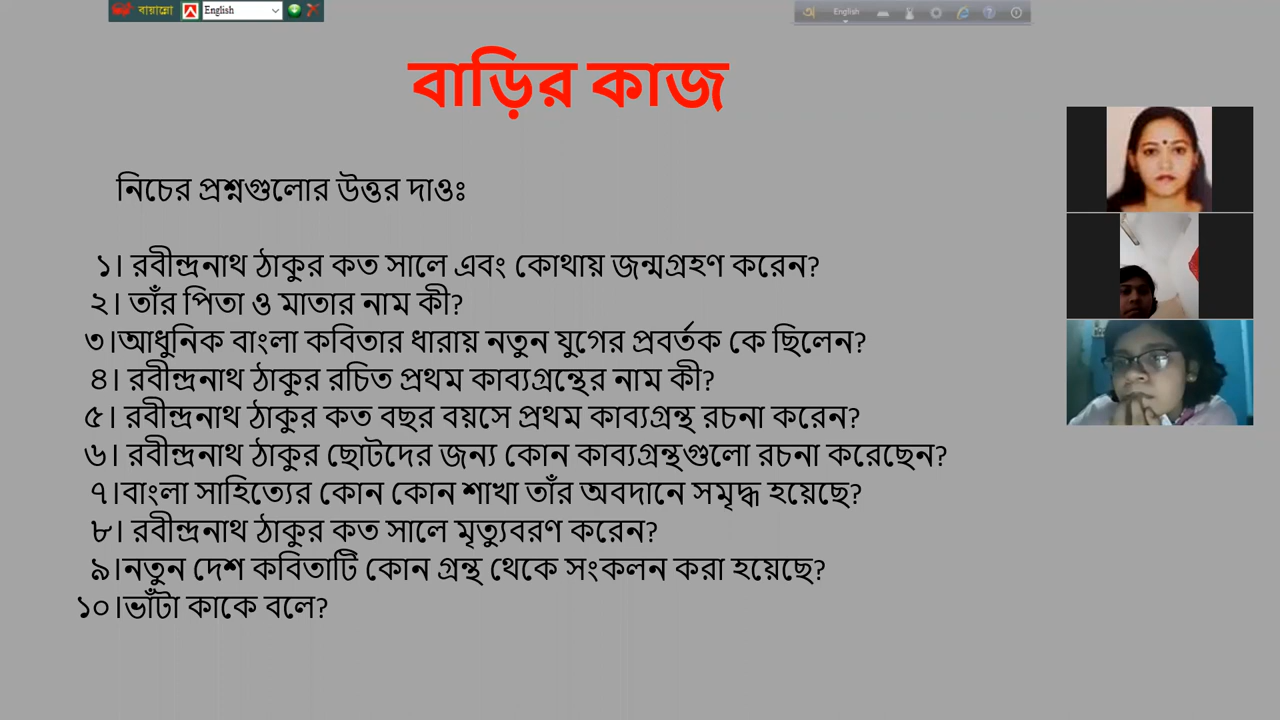 বায়ান্নো English
English
বাড়ির কাজ
নিচের প্রশ্নগুলোর উত্তর দাওঃ
১। রবীন্দ্রনাথ ঠাকুর কত সালে এবং কোথায় জন্মগ্রহণ করেন?
২। তাঁর পিতা ও মাতার নাম কী?
৩।আধুনিক বাংলা কবিতার ধারায় নতুন যুগের প্রবর্তক কে ছিলেন?
৪। রবীন্দ্রনাথ ঠাকুর রচিত প্রথম কাব্যগ্রন্থের নাম কী?
৫। রবীন্দ্রনাথ ঠাকুর কত বছর বয়সে প্রথম কাব্যগ্রন্থ রচনা করেন?
৬। রবীন্দ্রনাথ ঠাকুর ছোটদের জন্য কোন কাব্যগ্রন্থগুলো রচনা করেছেন?
৭।বাংলা সাহিত্যের কোন কোন শাখা তাঁর অবদানে সমৃদ্ধ হয়েছে?
৮। রবীন্দ্রনাথ ঠাকুর কত সালে মৃত্যুবরণ করেন?
৯।নতুন দেশ কবিতাটি কোন গ্রন্থ থেকে সংকলন করা হয়েছে?
১০।ভাঁটা কাকে বলে?